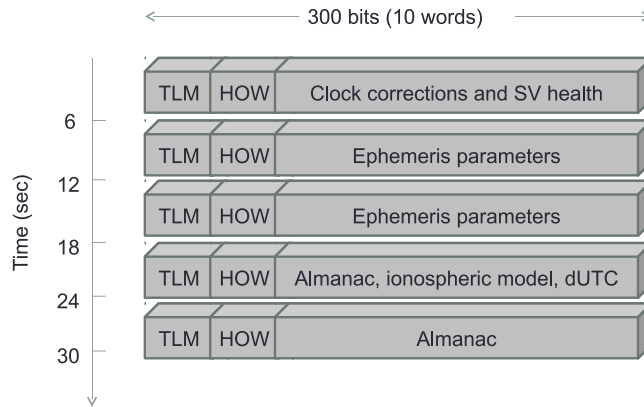 300 bits (10 words)
TLM HOW Clock corrections and SV health
6
TLM HOW Ephemeris parameters
12
TLM HOW Ephemeris parameters
18
TLM HOW Almanac, ionospheric model, dUTC
24
TLM HOW Almanac
30
Time (sec)